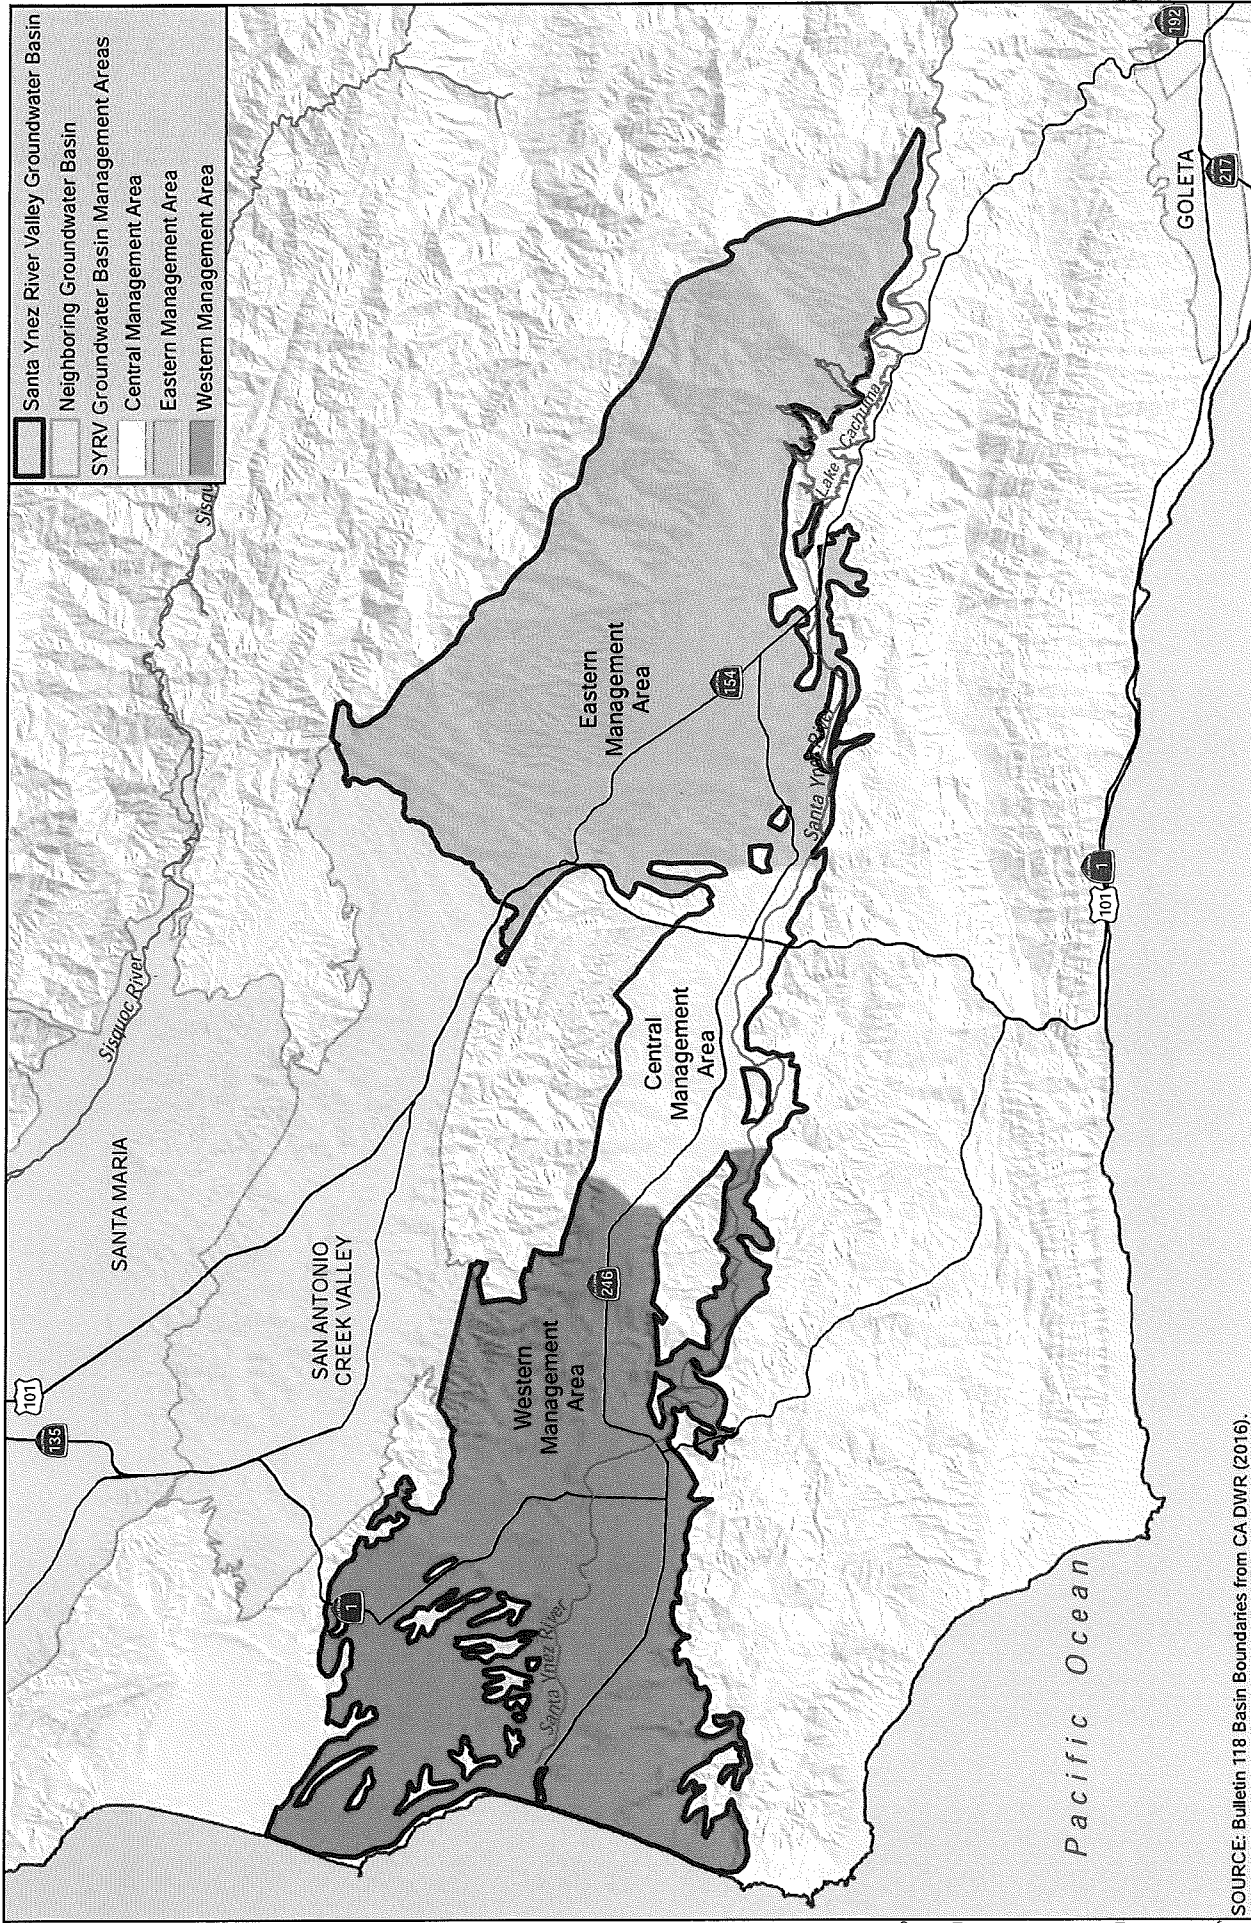 Santa Ynez River Valley Groundwater Basin
Neighboring Groundwater Basin
SYRV Groundwater Basin Management Areas
Central Management Area
Eastern Management Area
Western Management Area
Sisquoc River
Sisqu
SANTA MARIA
SAN ANTONIO
CREEK VALLEY
101
135
1
Western
Management
Area
246
Central
Management
Area
Eastern
Management
Area
154
Santa Ynez River
Santa Ynez River
Lake Cachuma
101
1
GOLETA
217
192
Pacific Ocean
SOURCE: Bulletin 118 Basin Boundaries from CA DWR (2016).